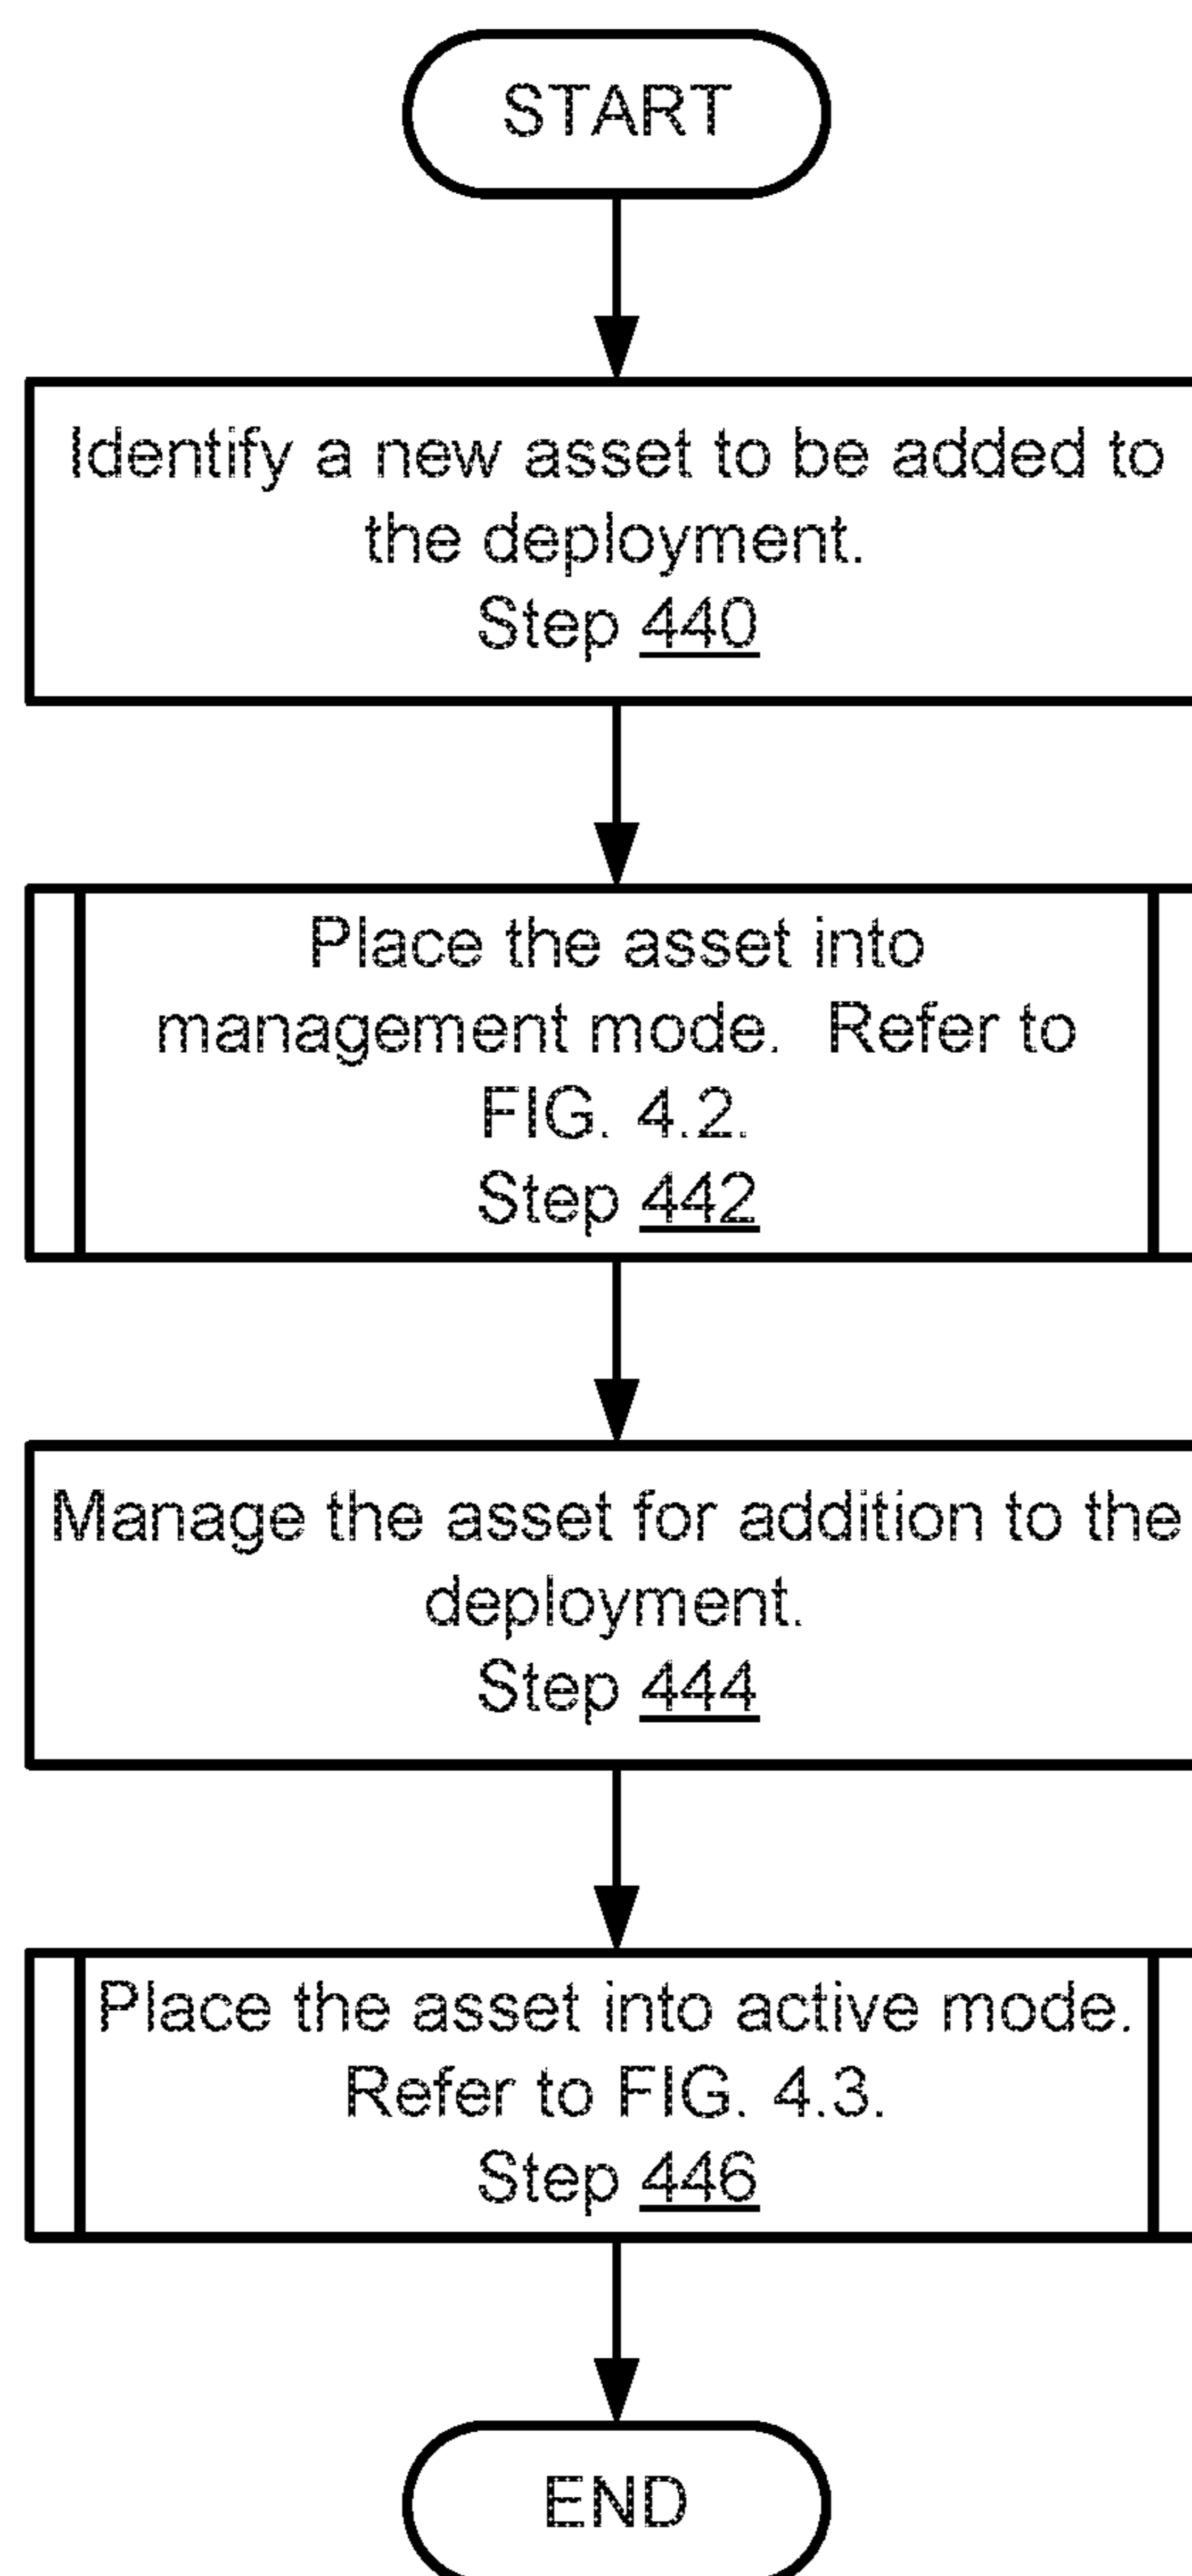 START
Identify a new asset to be added to
the deployment.
Step 440
Place the asset into
management mode.  Refer to
FIG. 4.2.
Step 442
Manage the asset for addition to the
deployment.
Step 444
Place the asset into active mode.
Refer to FIG. 4.3.
Step 446
END